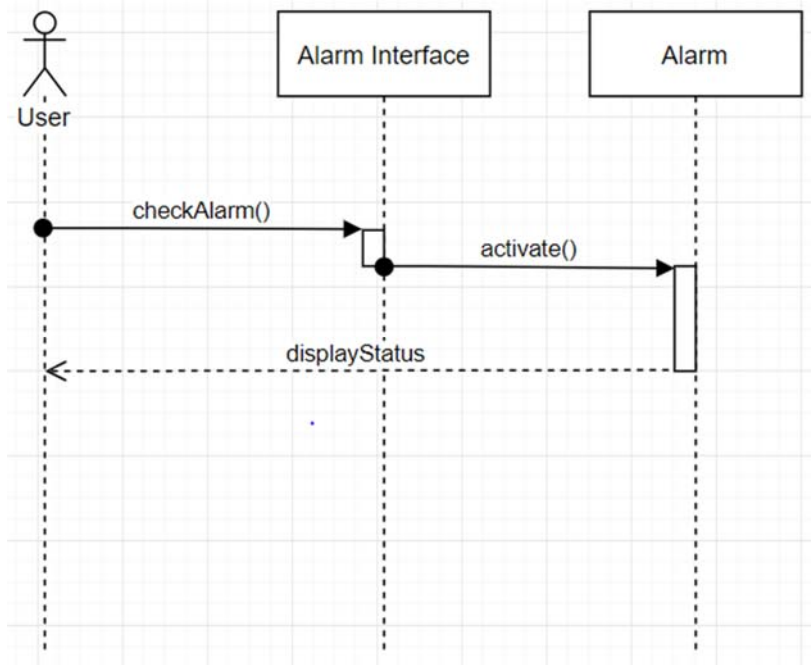 Alarm Interface
Alarm
User
checkAlarm()
activate()
displayStatus